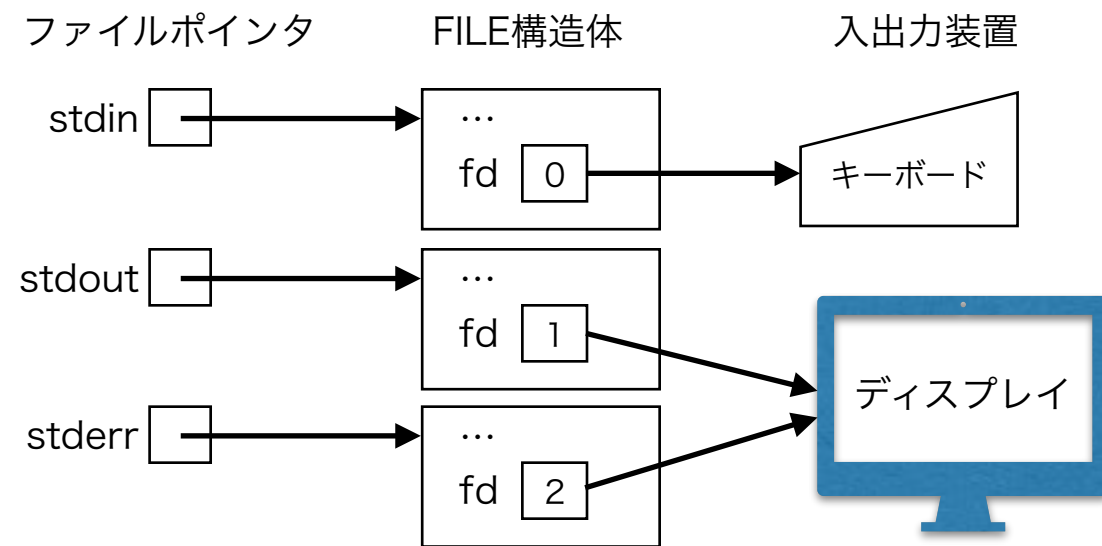 ファイルポインタ FILE構造体 入出力装置
stdin
…
fd 0
キーボード
stdout
…
fd 1
ディスプレイ
stderr
…
fd 2